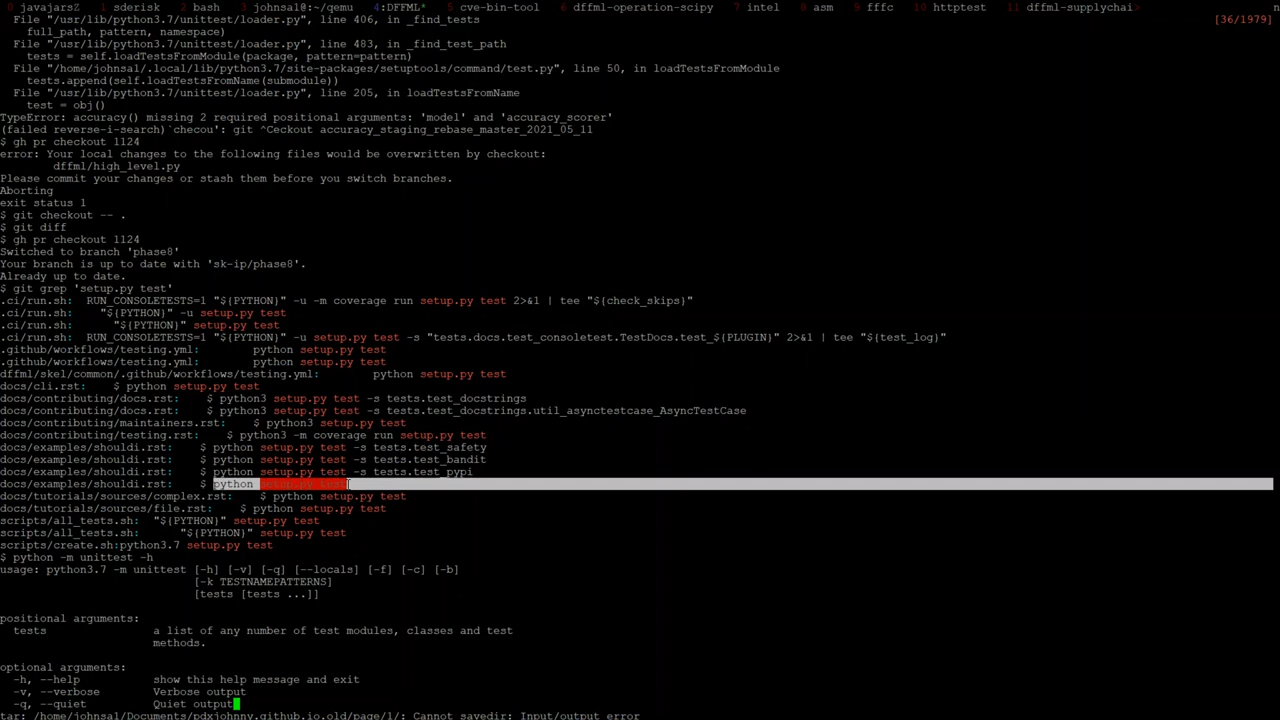 0 javajarsZ  1 sderisk  2 bash  3 johnsa1@:~/qemu  4:DFFML*  5 cve-bin-tool  6 dffml-operation-scipy  7 intel  8 asm  9 fffc  10 httptest  11 dffml-supplychai>  n
File "/usr/lib/python3.7/unittest/loader.py", line 406, in _find_tests  [36/1979]
full_path, pattern, namespace)
File "/usr/lib/python3.7/unittest/loader.py", line 483, in _find_test_path
tests = self.loadTestsFromModule(package, pattern=pattern)
File "/home/johnsa1/.local/lib/python3.7/site-packages/setuptools/command/test.py", line 50, in loadTestsFromModule
tests.append(self.loadTestsFromName(submodule))
File "/usr/lib/python3.7/unittest/loader.py", line 205, in loadTestsFromName
test = obj()
TypeError: accuracy() missing 2 required positional arguments: 'model' and 'accuracy_scorer'
(failed reverse-i-search)`checou': git ^Ceckout accuracy_staging_rebase_master_2021_05_11
$ gh pr checkout 1124
error: Your local changes to the following files would be overwritten by checkout:
dffml/high_level.py
Please commit your changes or stash them before you switch branches.
Aborting
exit status 1
$ git checkout -- .
$ git diff
$ gh pr checkout 1124
Switched to branch 'phase8'
Your branch is up to date with 'sk-ip/phase8'.
Already up to date.
$ git grep 'setup.py test'
.ci/run.sh:  RUN_CONSOLETESTS=1 "${PYTHON}" -u -m coverage run setup.py test 2>&1 | tee "${check_skips}"
.ci/run.sh:    "${PYTHON}" -u setup.py test
.ci/run.sh:      "${PYTHON}" setup.py test
.ci/run.sh:  RUN_CONSOLETESTS=1 "${PYTHON}" -u setup.py test -s "tests.docs.test_consoletest.TestDocs.test_${PLUGIN}" 2>&1 | tee "${test_log}"
.github/workflows/testing.yml:        python setup.py test
.github/workflows/testing.yml:        python setup.py test
dffml/skel/common/.github/workflows/testing.yml:        python setup.py test
docs/cli.rst:    $ python setup.py test
docs/contributing/docs.rst:    $ python3 setup.py test -s tests.test_docstrings
docs/contributing/docs.rst:    $ python3 setup.py test -s tests.test_docstrings.util_asynctestcase_AsyncTestCase
docs/contributing/maintainers.rst:    $ python3 setup.py test
docs/contributing/testing.rst:    $ python3 -m coverage run setup.py test
docs/examples/shouldi.rst:    $ python setup.py test -s tests.test_safety
docs/examples/shouldi.rst:    $ python setup.py test -s tests.test_bandit
docs/examples/shouldi.rst:    $ python setup.py test -s tests.test_pypi
docs/examples/shouldi.rst:    $ python setup.py test
docs/tutorials/sources/complex.rst:    $ python setup.py test
docs/tutorials/sources/file.rst:    $ python setup.py test
scripts/all_tests.sh:  "${PYTHON}" setup.py test
scripts/all_tests.sh:      "${PYTHON}" setup.py test
scripts/create.sh:python3.7 setup.py test
$ python -m unittest -h
usage: python3.7 -m unittest [-h] [-v] [-q] [--locals] [-f] [-c] [-b]
[-k TESTNAMEPATTERNS]
[tests [tests ...]]
positional arguments:
tests                a list of any number of test modules, classes and test
methods.
optional arguments:
-h, --help           show this help message and exit
-v, --verbose        Verbose output
-q, --quiet          Quiet output
tar: /home/johnsa1/Documents/pdxjohnny.github.io.old/page/1/: Cannot savedir: Input/output error